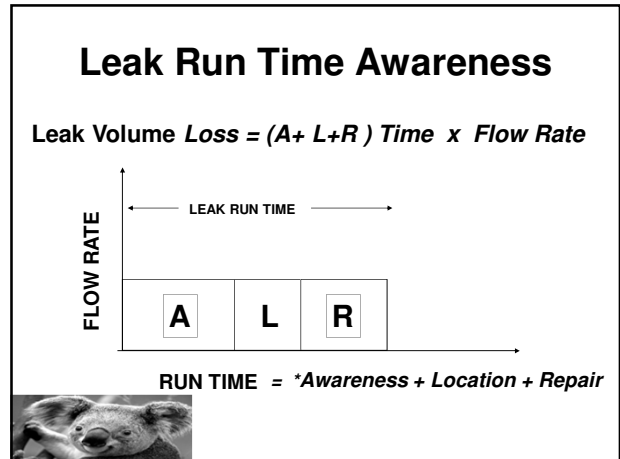 Leak Run Time Awareness
Leak Volume Loss = (A+ L+R ) Time x Flow Rate
LEAK RUN TIME
FLOW RATE
A L R
RUN TIME = *Awareness + Location + Repair